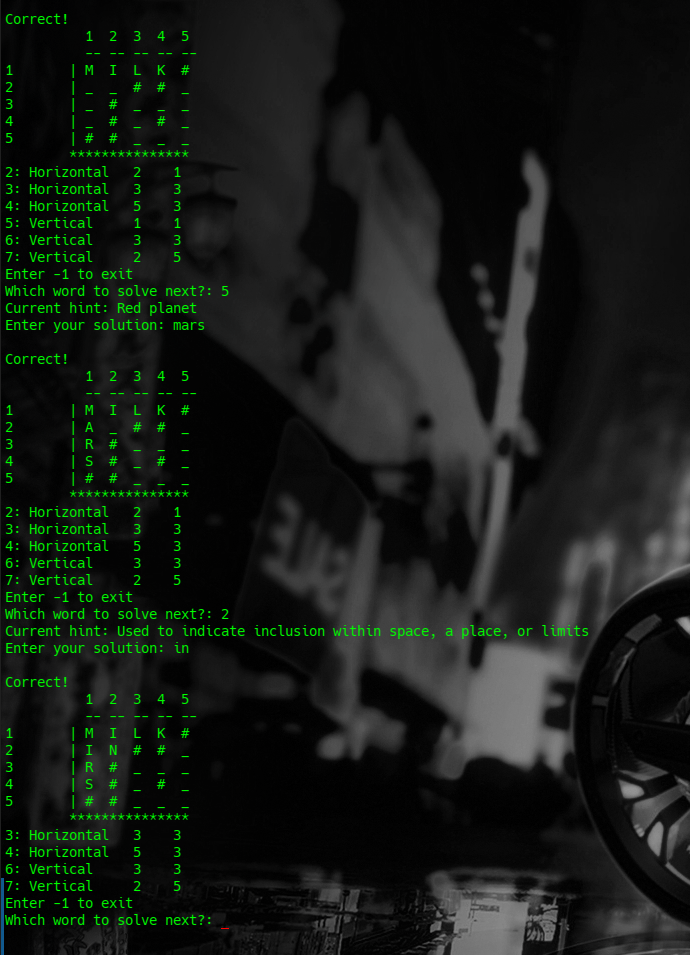 Correct!
1 2 3 4 5
-- -- -- -- --
1 | M I L K #
2 | _ _ # # _
3 | _ # _ _ _
4 | _ # _ # _
5 | # # _ _ _
***************
2: Horizontal 2 1
3: Horizontal 3 3
4: Horizontal 5 3
5: Vertical 1 1
6: Vertical 3 3
7: Vertical 2 5
Enter -1 to exit
Which word to solve next?: 5
Current hint: Red planet
Enter your solution: mars
Correct!
1 2 3 4 5
-- -- -- -- --
1 | M I L K #
2 | A _ # # _
3 | R # _ _ _
4 | S # _ # _
5 | # # _ _ _
***************
2: Horizontal 2 1
3: Horizontal 3 3
4: Horizontal 5 3
6: Vertical 3 3
7: Vertical 2 5
Enter -1 to exit
Which word to solve next?: 2
Current hint: Used to indicate inclusion within space, a place, or limits
Enter your solution: in
Correct!
1 2 3 4 5
-- -- -- -- --
1 | M I L K #
2 | I N # # _
3 | R # _ _ _
4 | S # _ # _
5 | # # _ _ _
***************
3: Horizontal 3 3
4: Horizontal 5 3
6: Vertical 3 3
7: Vertical 2 5
Enter -1 to exit
Which word to solve next?: _